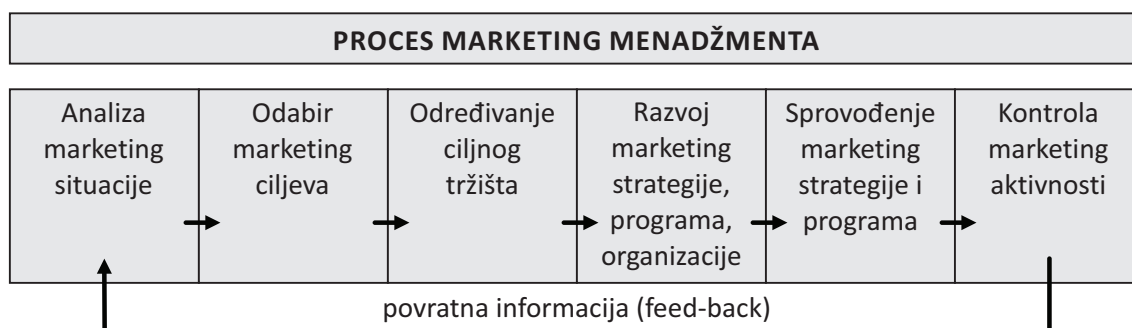 PROCES MARKETING MENADŽMENTA
Analiza
marketing
situacije
Odabir
marketing
ciljeva
Određivanje
ciljnog
tržišta
Razvoj
marketing
strategije,
programa,
organizacije
Sprovođenje
marketing
strategije i
programa
Kontrola
marketing
aktivnosti
povratna informacija (feed-back)